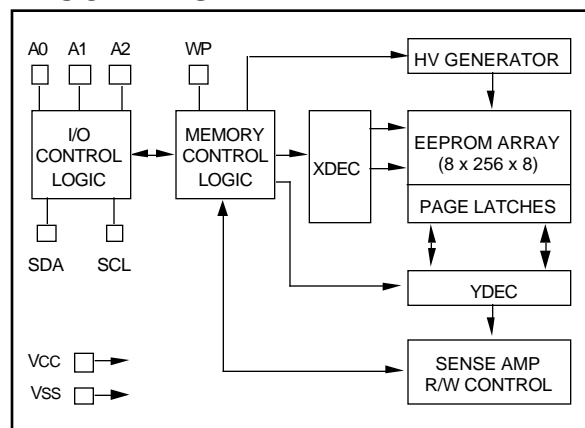 A0 A1 A2 WP
HV GENERATOR
I/O
CONTROL
LOGIC
MEMORY
CONTROL
LOGIC
XDEC
EEPROM ARRAY
(8 x 256 x 8)
PAGE LATCHES
SDA SCL
YDEC
VCC
VSS
SENSE AMP
R/W CONTROL